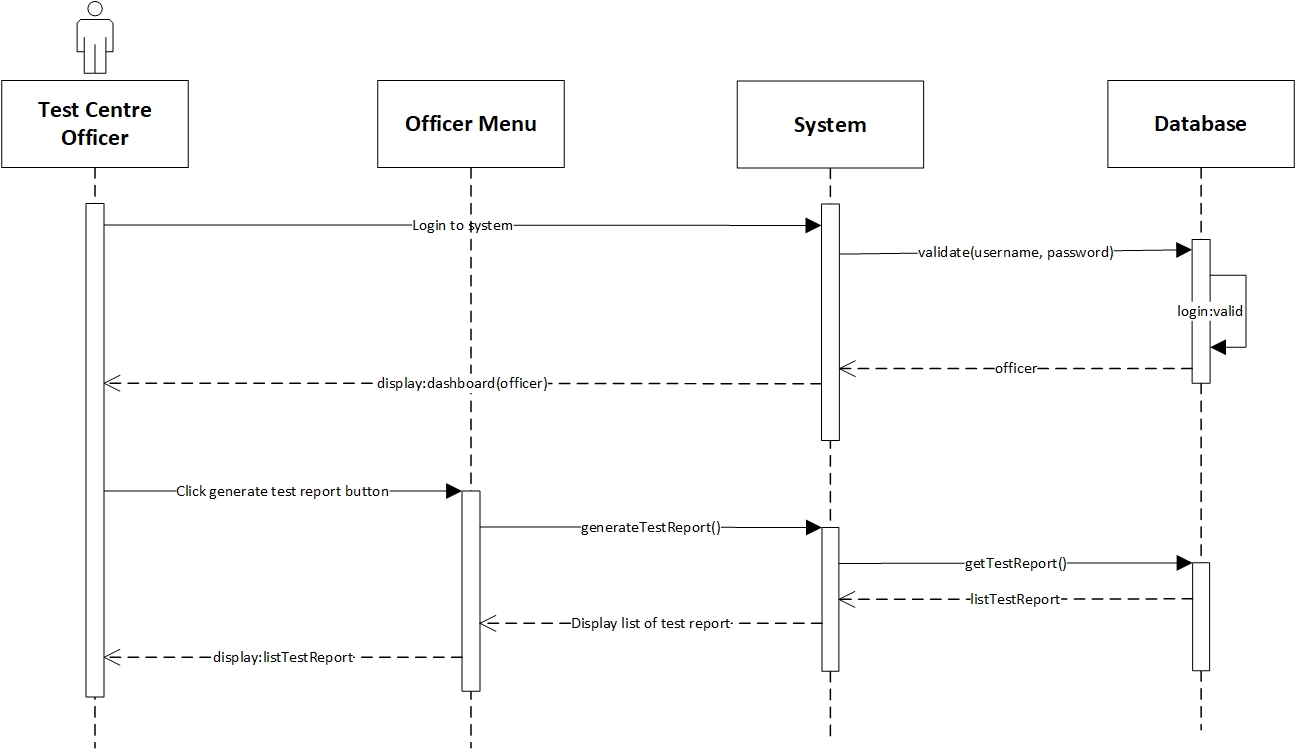 Test Centre
Officer
Officer Menu
System
Database
Login to system
validate(username, password)
login:valid
officer
display:dashboard(officer)
Click generate test report button
generateTestReport()
getTestReport()
listTestReport
Display list of test report
display:listTestReport